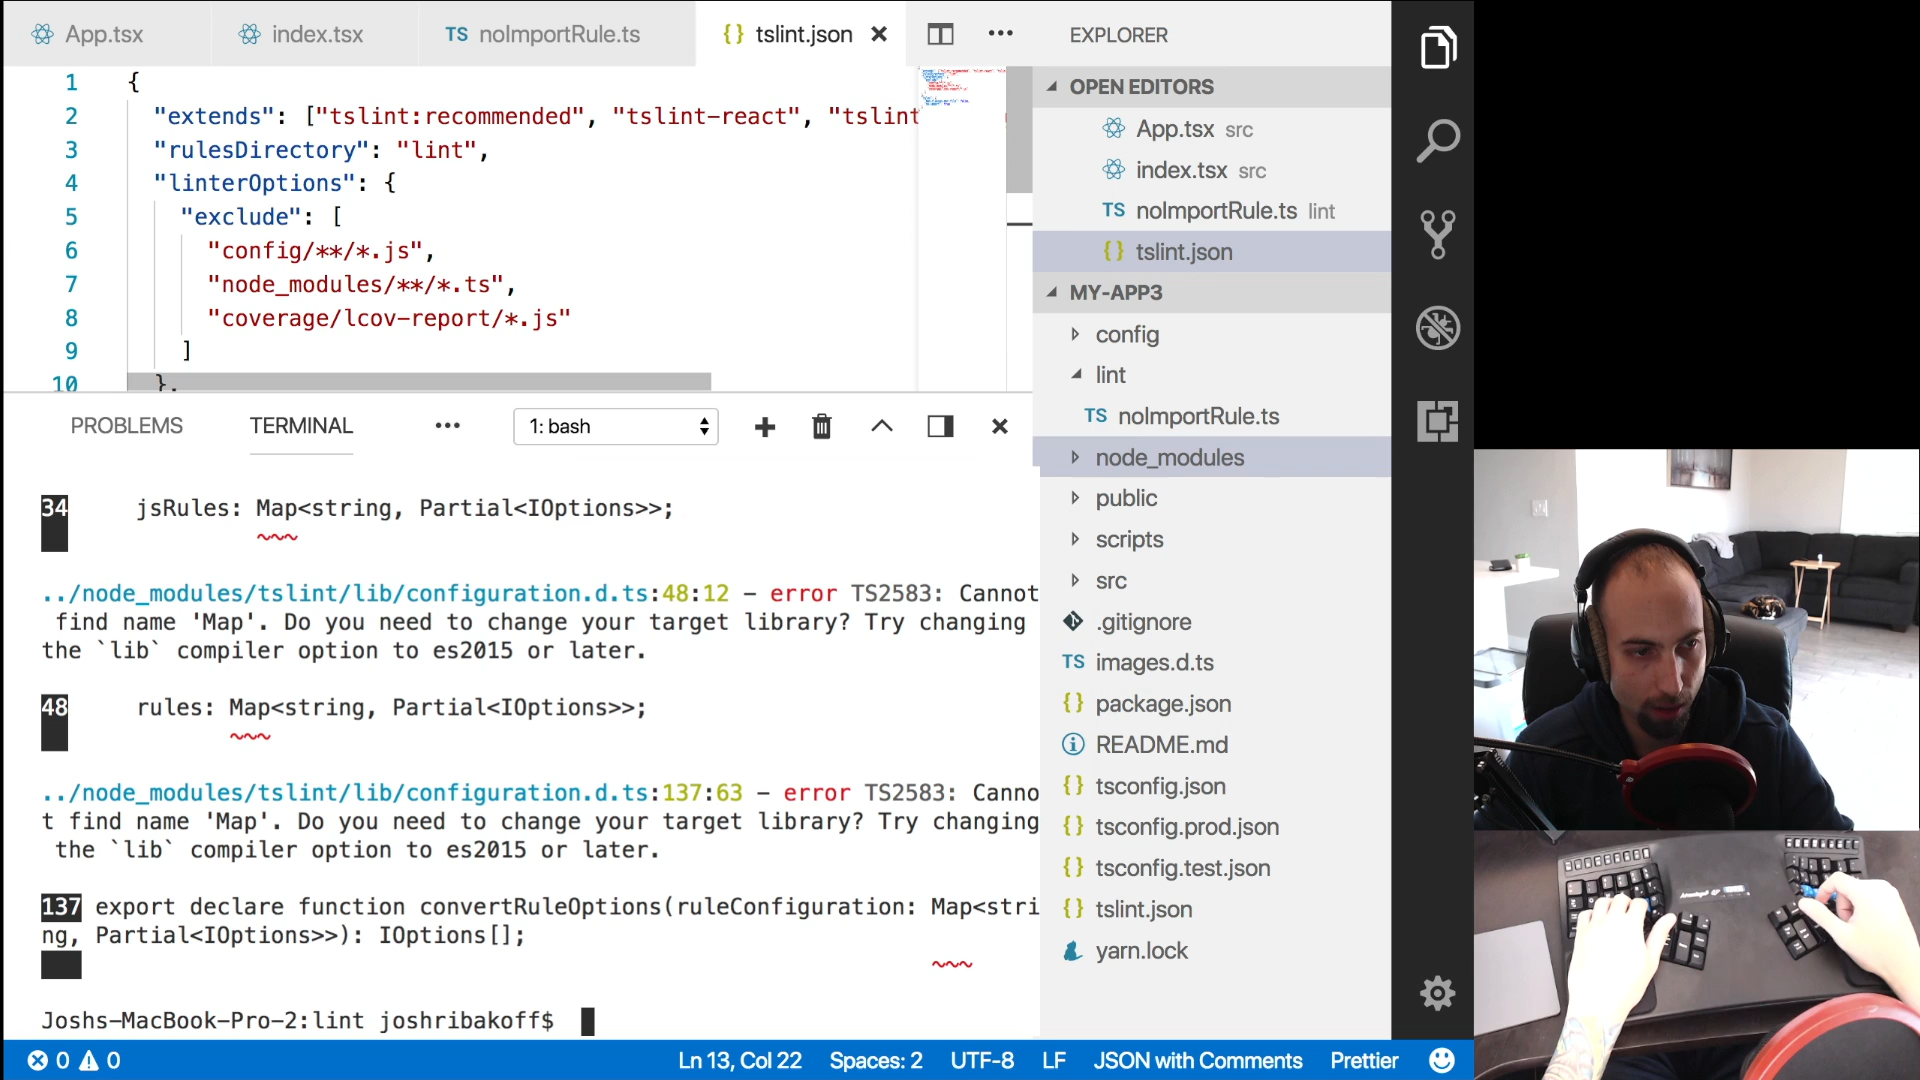 App.tsx
index.tsx
TS noImportRule.ts
{} tslint.json
EXPLORER
1 {
2 "extends": ["tslint:recommended", "tslint-react", "tslint
3 "rulesDirectory": "lint",
4 "linterOptions": {
5 "exclude": [
6 "config/**/*.js",
7 "node_modules/**/*.ts",
8 "coverage/lcov-report/*.js"
9 ]
10 },
PROBLEMS
TERMINAL
1: bash
34 jsRules: Map<string, Partial<IOptions>>;
../node_modules/tslint/lib/configuration.d.ts:48:12 - error TS2583: Cannot
find name 'Map'. Do you need to change your target library? Try changing
the `lib` compiler option to es2015 or later.
48 rules: Map<string, Partial<IOptions>>;
../node_modules/tslint/lib/configuration.d.ts:137:63 - error TS2583: Canno
t find name 'Map'. Do you need to change your target library? Try changing
the `lib` compiler option to es2015 or later.
137 export declare function convertRuleOptions(ruleConfiguration: Map<stri
ng, Partial<IOptions>>): IOptions[];
Joshs-MacBook-Pro-2:lint joshribakoff$
OPEN EDITORS
App.tsx src
index.tsx src
TS noImportRule.ts lint
{} tslint.json
MY-APP3
config
lint
TS noImportRule.ts
node_modules
public
scripts
src
.gitignore
TS images.d.ts
{} package.json
README.md
{} tsconfig.json
{} tsconfig.prod.json
{} tsconfig.test.json
{} tslint.json
yarn.lock
0 0
Ln 13, Col 22
Spaces: 2
UTF-8
LF
JSON with Comments
Prettier